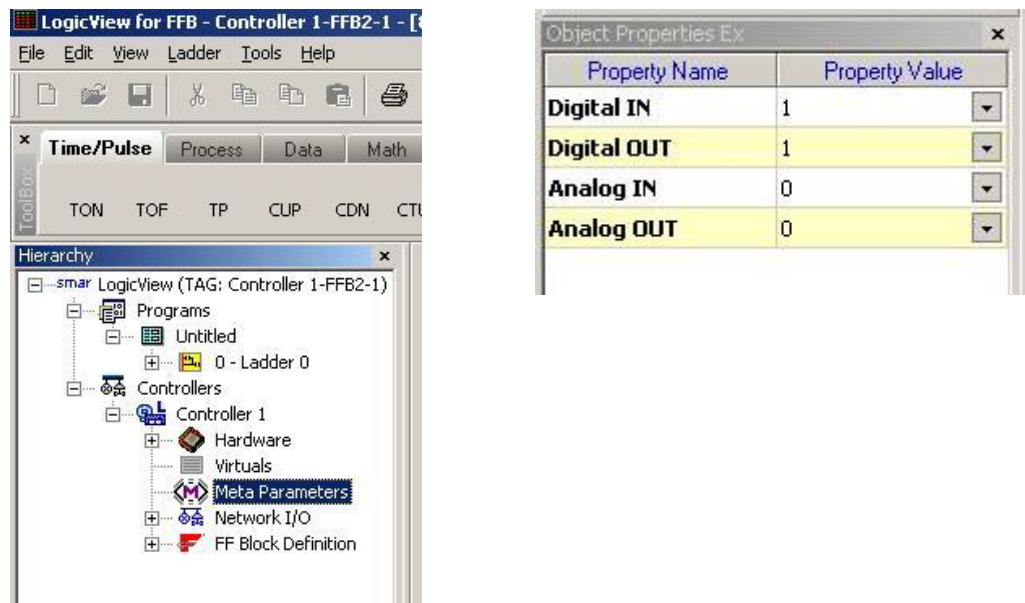 LogicView for FFB - Controller 1-FFB2-1 - [
File Edit View Ladder Tools Help
Time/Pulse Process Data Math
ToolBox
TON TOF TP CUP CDN
Hierarchy
smar LogicView (TAG: Controller 1-FFB2-1)
Programs
Untitled
0 - Ladder 0
Controllers
Controller 1
Hardware
Virtuals
Meta Parameters
Network I/O
FF Block Definition
Object Properties Ex
Property Name Property Value
Digital IN 1
Digital OUT 1
Analog IN 0
Analog OUT 0